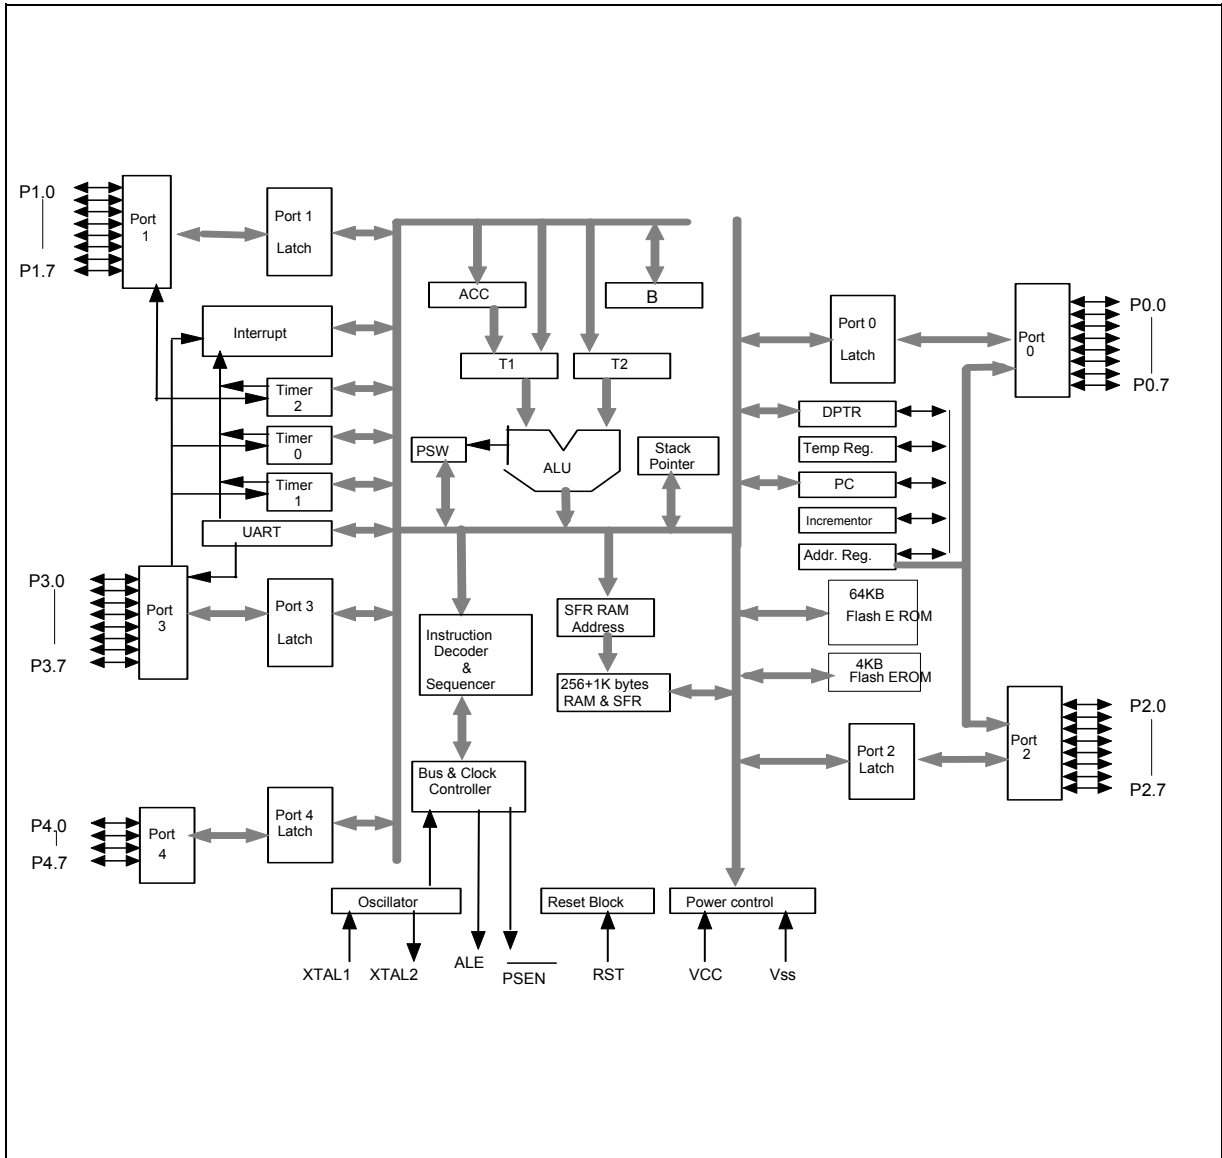 P1.0
P1.7
Port
1
Port 1
Latch
Interrupt
Timer
2
Timer
0
Timer
1
UART
P3.0
P3.7
Port
3
Port 3
Latch
P4.0
P4.7
Port
4
Port 4
Latch
ACC
B
T1
T2
PSW
ALU
Stack
Pointer
Instruction
Decoder
&
Sequencer
SFR RAM
Address
256+1K bytes
RAM & SFR
Bus & Clock
Controller
Oscillator
Reset Block
Power control
XTAL1
XTAL2
ALE
PSEN
RST
VCC
Vss
Port 0
Latch
Port
0
P0.0
P0.7
DPTR
Temp Reg.
PC
Incrementor
Addr. Reg.
64KB
Flash E ROM
4KB
Flash EROM
Port 2
Latch
Port
2
P2.0
P2.7